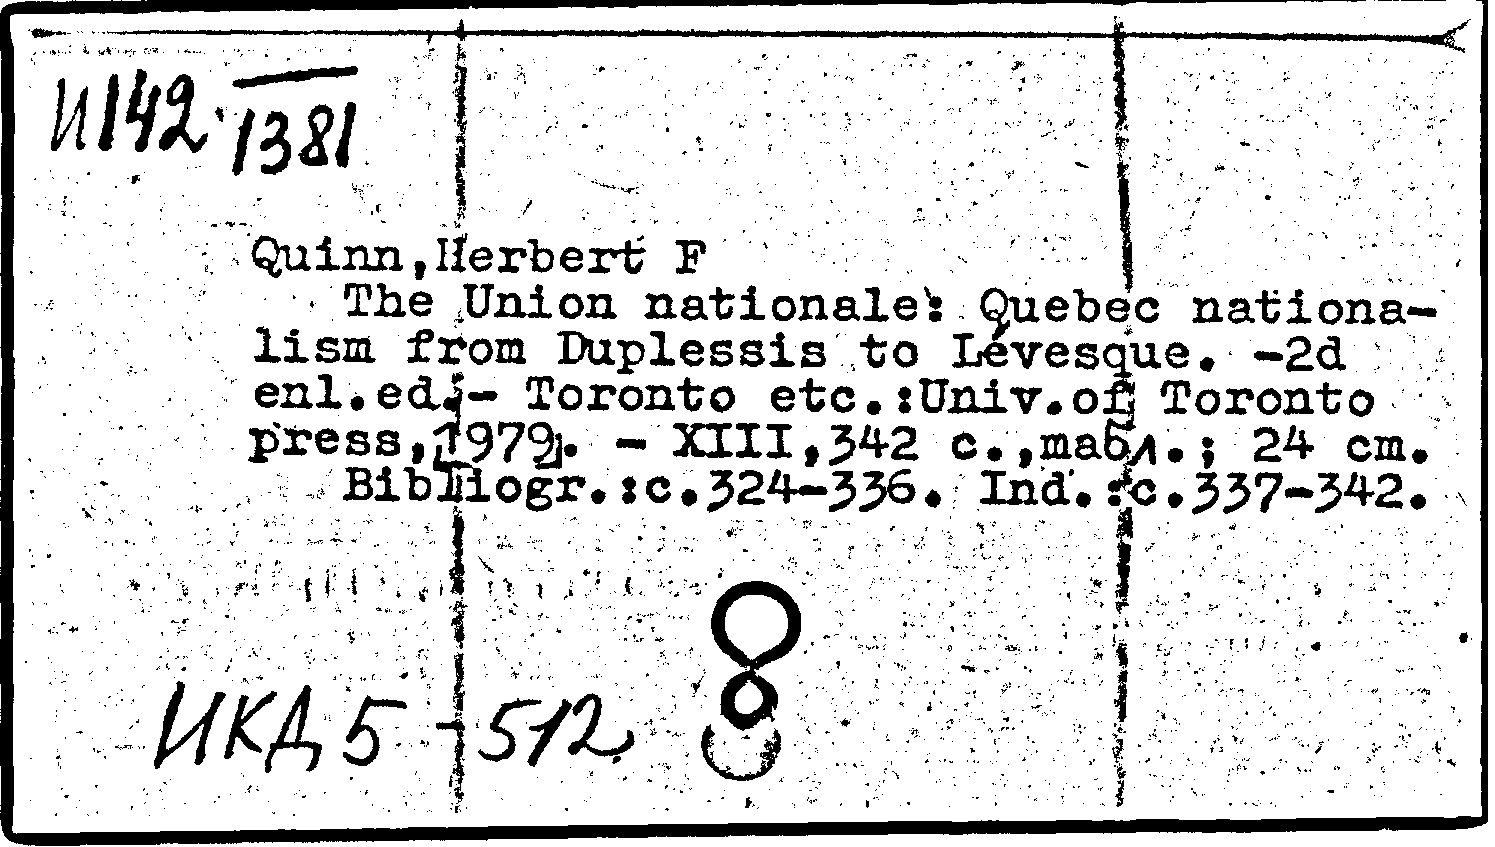 И142 1381
Quinn,Herbert F
The Union nationale: Quebec nationa-
lism from Duplessis to Lévesque. -2d
enl.ed.- Toronto etc.:Univ.of Toronto
press,[1979]. - XIII,342 c.,табл.; 24 cm.
Bibliogr.:c.324-336. Ind.:c.337-342.
ИКД5-512